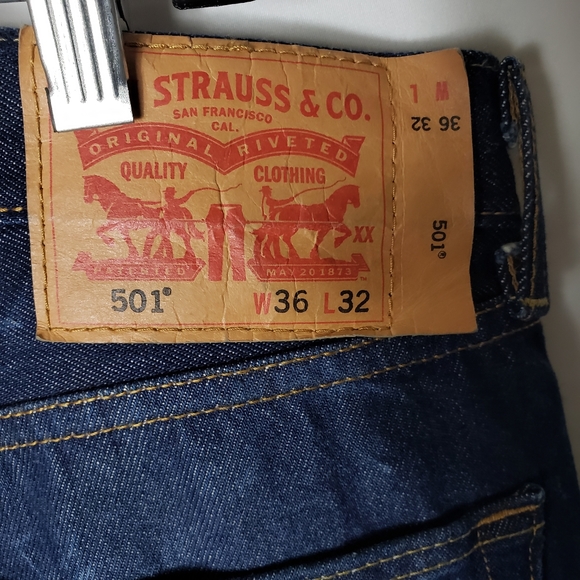 STRAUSS & CO.
SAN FRANCISCO
CAL.
ORIGINAL RIVETED
QUALITY CLOTHING
XX
PATENTED MAY 20 1873
501® W36 L32
W L
36 32
501®